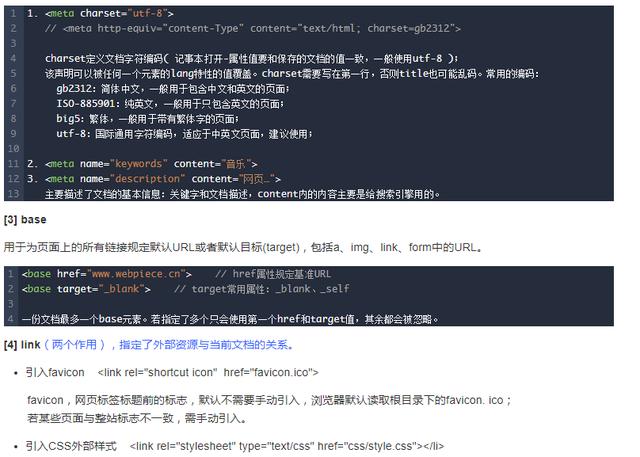 1. <meta charset="utf-8">
// <meta http-equiv="content-Type" content="text/html; charset=gb2312">
charset定义文档字符编码( 记事本打开-属性值要和保存的文档的值一致，一般使用utf-8 )；
该声明可以被任何一个元素的lang特性的值覆盖。charset需要写在第一行，否则title也可能乱码。常用的编码：
gb2312：简体中文，一般用于包含中文和英文的页面；
ISO-885901：纯英文，一般用于只包含英文的页面；
big5：繁体，一般用于带有繁体字的页面；
utf-8：国际通用字符编码，适应于中英文页面，建议使用；
2. <meta name="keywords" content="音乐">
3. <meta name="description" content="网页…">
主要描述了文档的基本信息：关键字和文档描述，content内的内容主要是给搜索引擎用的。
[3] base
用于为页面上的所有链接规定默认URL或者默认目标(target)，包括a、img、link、form中的URL。
1 <base href="www.webpiece.cn"> // href属性规定基准URL
2 <base target="_blank"> // target常用属性：_blank、_self
3
4 一份文档最多一个base元素。若指定了多个只会使用第一个href和target值，其余都会被忽略。
[4] link（两个作用），指定了外部资源与当前文档的关系。
• 引入favicon <link rel="shortcut icon" href="favicon.ico">
favicon，网页标签标题前的标志，默认不需要手动引入，浏览器默认读取根目录下的favicon. ico；
若某些页面与整站标志不一致，需手动引入。
• 引入CSS外部样式 <link rel="stylesheet" type="text/css" href="css/style.css"></li>